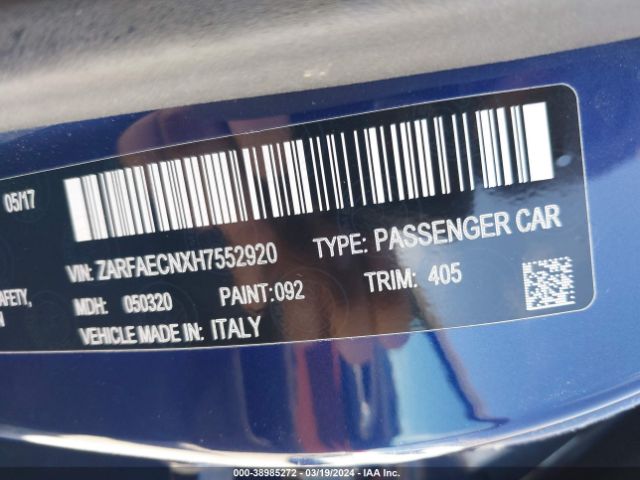 05/17
VIN: ZARFAECNXH7552920 TYPE: PASSENGER CAR
AFETY, MDH: 050320 PAINT:092 TRIM: 405
VEHICLE MADE IN: ITALY
000-38985272 - 03/19/2024 - IAA Inc.